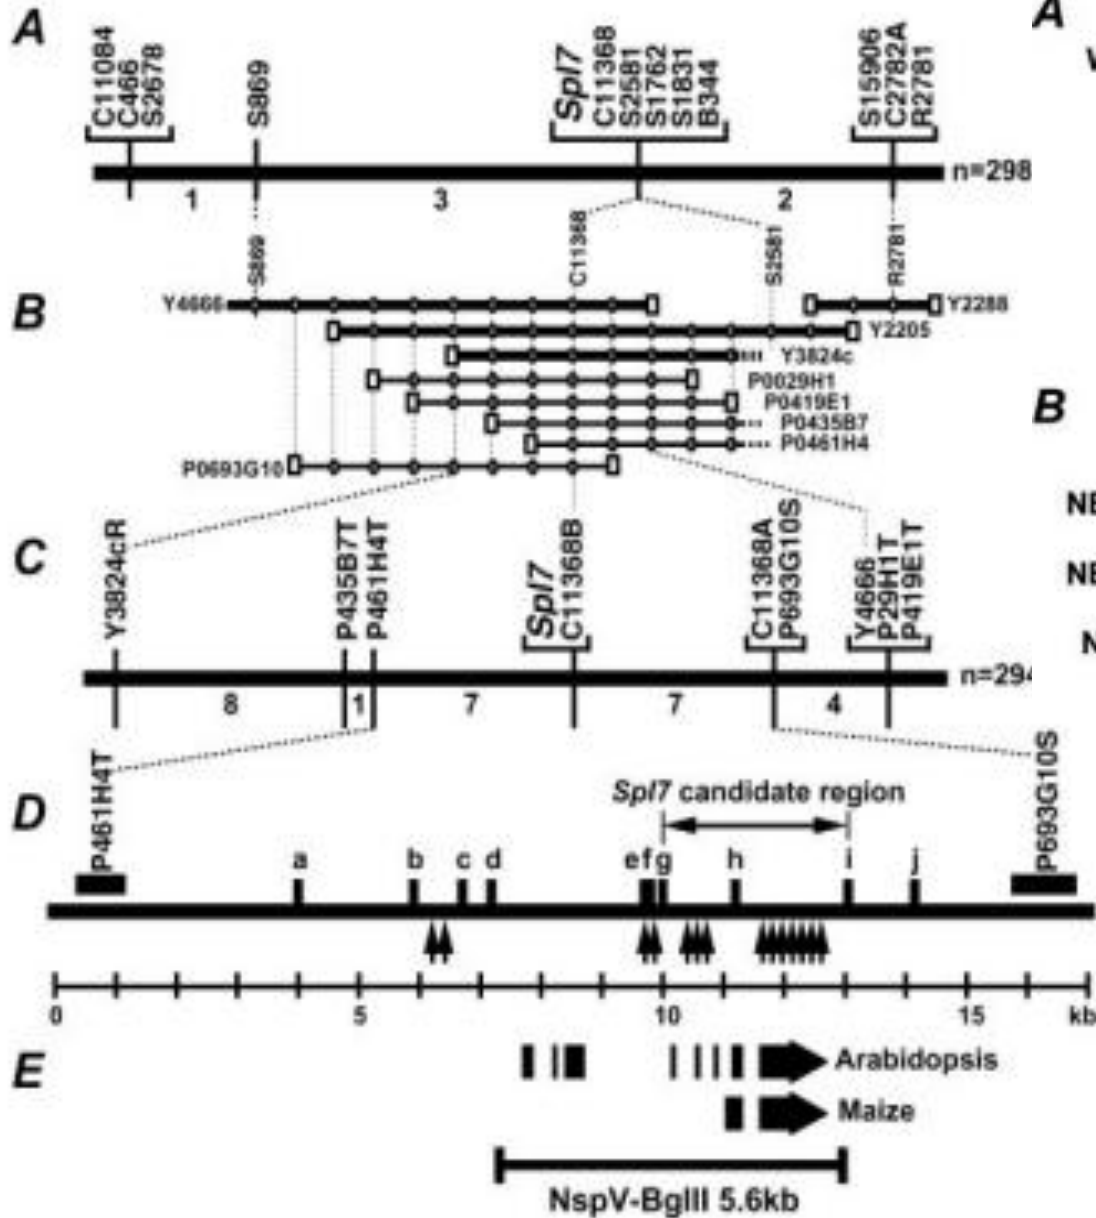 A
C11084
C466
S2678
S869
Spl7
C11368
S2581
S1762
S1831
B344
S15906
C2782A
R2781
n=298
1
3
2
S869
C11368
S2581
R2781
B
Y4666
Y2288
Y2205
Y3824c
P0029H1
P0419E1
P0435B7
P0461H4
P0693G10
C
Y3824cR
P435B7T
P461H4T
Spl7
C11368B
C11368A
P693G10S
Y4666
P29H1T
P419E1T
n=294
8
1
7
7
4
D
P461H4T
Spl7 candidate region
P693G10S
a
b
c
d
e
f
g
h
i
j
0
5
10
15
kb
E
Arabidopsis
Maize
NspV-BglII 5.6kb
A
B
NE
NE
N